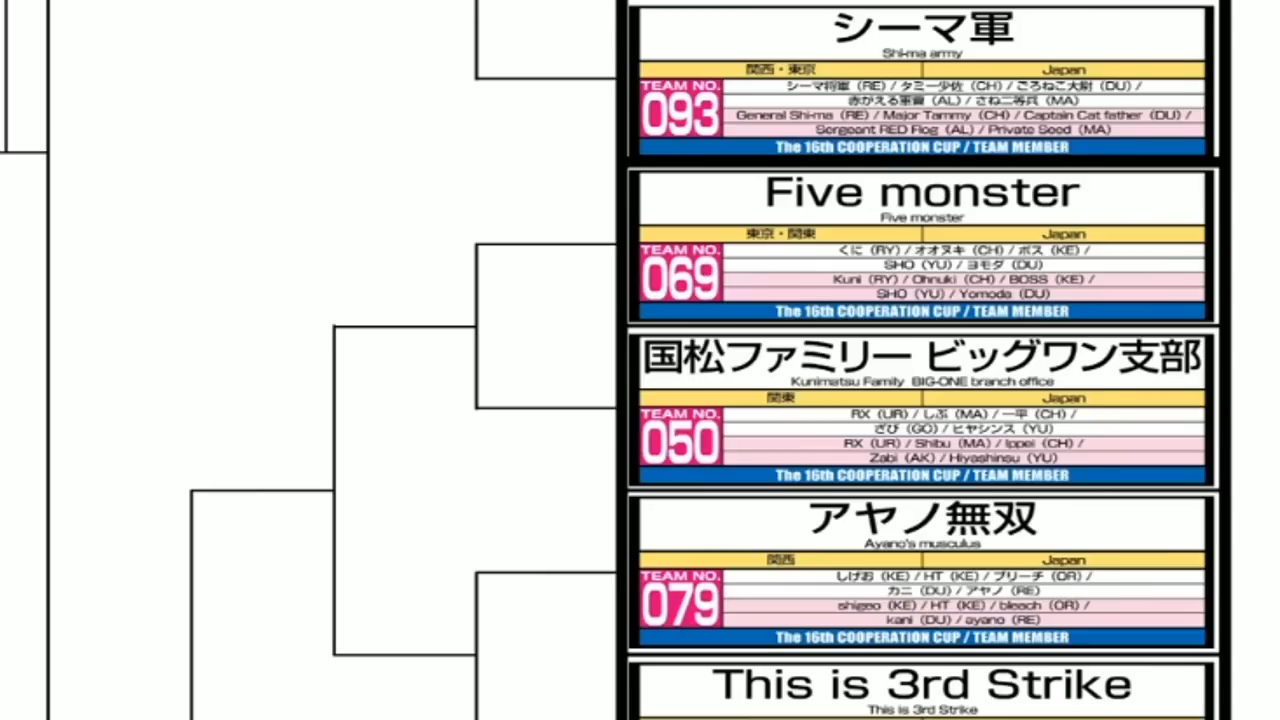 シーマ軍
Shi-ma army
関西・東京 Japan
TEAM NO.
093
シーマ将軍（RE）/ タミー少佐（CH）/ ごろねこ大尉（DU）/
赤がえる軍曹（AL）/ さね二等兵（MA）
General Shi-ma（RE）/ Major Tammy（CH）/ Captain Cat father（DU）/
Sergeant RED Flog（AL）/ Private Seed（MA）
The 16th COOPERATION CUP / TEAM MEMBER
Five monster
Five monster
東京・関東 Japan
TEAM NO.
069
くに（RY）/ オオヌキ（CH）/ ボス（KE）/
SHO（YU）/ ヨモダ（DU）
Kuni（RY）/ Ohnuki（CH）/ BOSS（KE）/
SHO（YU）/ Yomoda（DU）
The 16th COOPERATION CUP / TEAM MEMBER
国松ファミリー ビッグワン支部
Kunimatsu Family BIG-ONE branch office
関東 Japan
TEAM NO.
050
RX（UR）/ しぶ（MA）/ 一平（CH）/
ざび（GO）/ ヒヤシンス（YU）
RX（UR）/ Shibu（MA）/ Ippei（CH）/
Zabi（AK）/ Hiyashinsu（YU）
The 16th COOPERATION CUP / TEAM MEMBER
アヤノ無双
Ayano's musculus
関西 Japan
TEAM NO.
079
しげお（KE）/ HT（KE）/ ブリーチ（OR）/
カニ（DU）/ アヤノ（RE）
shigeo（KE）/ HT（KE）/ bleach（OR）/
kani（DU）/ ayano（RE）
The 16th COOPERATION CUP / TEAM MEMBER
This is 3rd Strike
This is 3rd Strike